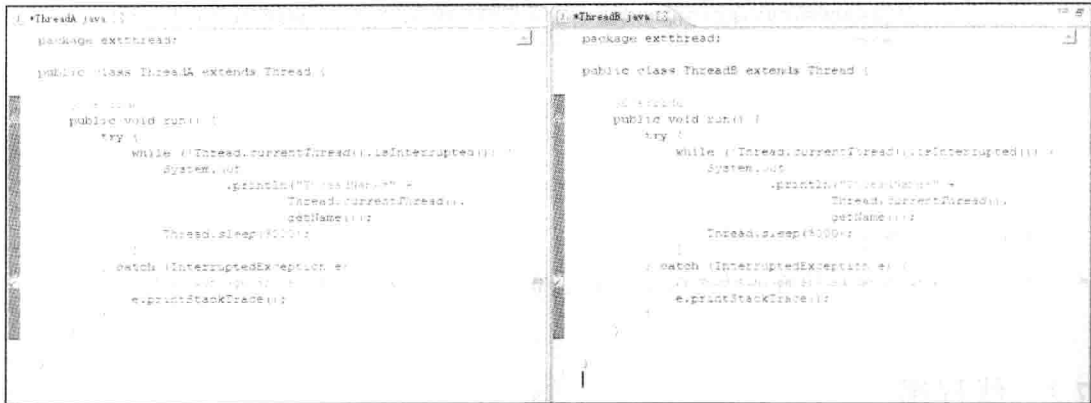 *ThreadA.java
package extthread;
public class ThreadA extends Thread {
public void run() {
try {
while (!Thread.currentThread().isInterrupted()) {
System.out
.println("ThreadName=" +
Thread.currentThread().
getName());
Thread.sleep(
}
} catch (InterruptedException e)
e.printStackTrace();
}
}
}
*ThreadB.java
package extthread;
public class ThreadB extends Thread {
public void run() {
try {
while (!Thread.currentThread().isInterrupted()) {
System.out
.println("ThreadName=" +
Thread.currentThread().
getName());
Thread.sleep(
}
} catch (InterruptedException e) {
e.printStackTrace();
}
}
}